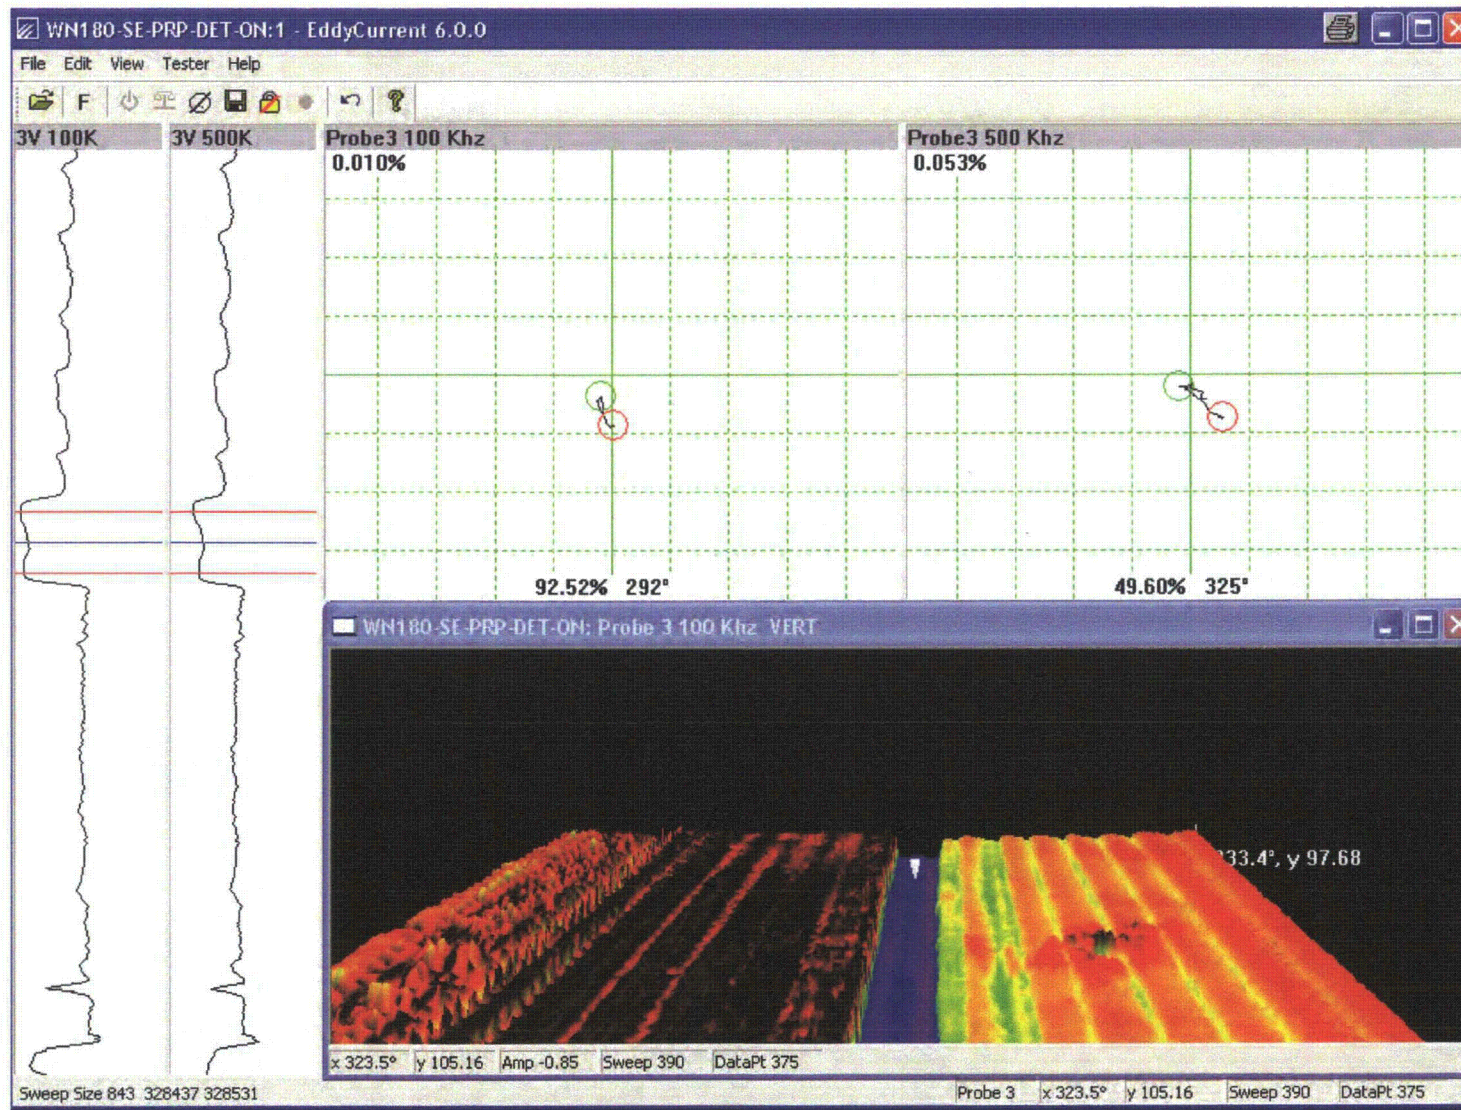 WN180-SE-PRP-DET-ON:1 - EddyCurrent 6.0.0
File Edit View Tester Help
F
3V 100K
3V 500K
Probe3 100 Khz
0.010%
92.52% 292°
Probe3 500 Khz
0.053%
49.60% 325°
WN180-SE-PRP-DET-ON: Probe 3 100 Khz VERT
33.4°, y 97.68
x 323.5° y 105.16 Amp -0.85 Sweep 390 DataPt 375
Sweep Size 843 328437 328531
Probe 3 x 323.5° y 105.16 Sweep 390 DataPt 375